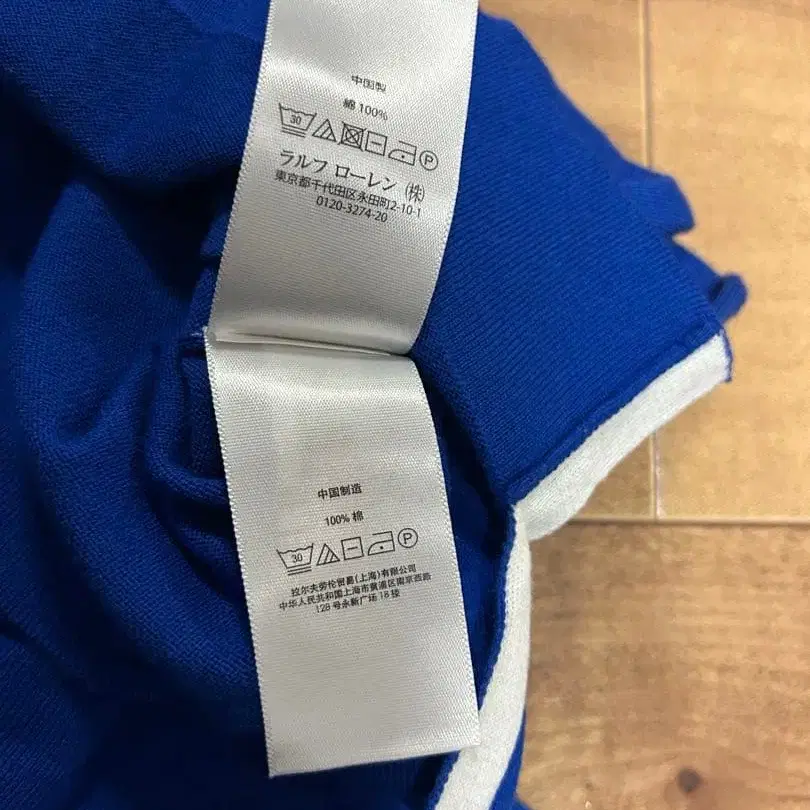 中国製
綿 100%
30 P
ラルフ ローレン (株)
東京都千代田区永田町2-10-1
0120-3274-20
中国制造
100% 棉
30 P
拉尔夫劳伦贸易(上海)有限公司
中华人民共和国上海市黄浦区南京西路
128 号永新广场 18 楼